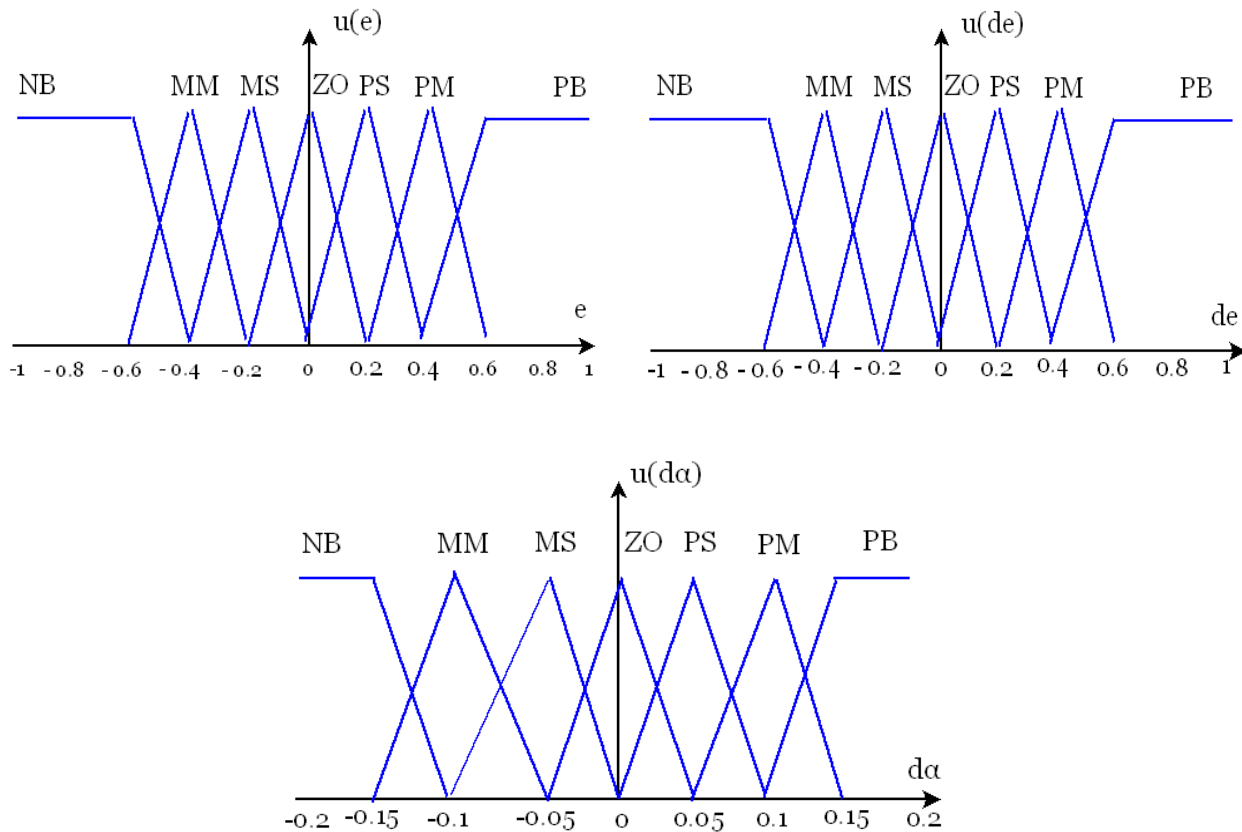 u(e)
NB MM MS ZO PS PM PB
e
-1 -0.8 -0.6 -0.4 -0.2 0 0.2 0.4 0.6 0.8 1
u(de)
NB MM MS ZO PS PM PB
de
-1 -0.8 -0.6 -0.4 -0.2 0 0.2 0.4 0.6 0.8 1
u(dα)
NB MM MS ZO PS PM PB
dα
-0.2 -0.15 -0.1 -0.05 0 0.05 0.1 0.15 0.2